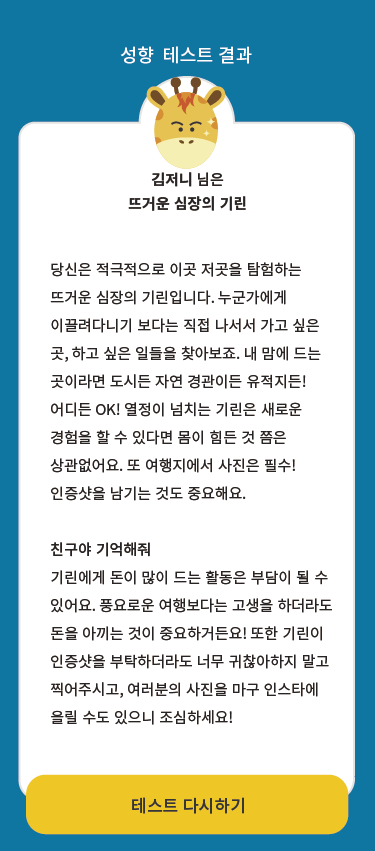 성향 테스트 결과
김저니 님은
뜨거운 심장의 기린
당신은 적극적으로 이곳 저곳을 탐험하는
뜨거운 심장의 기린입니다. 누군가에게
이끌려다니기 보다는 직접 나서서 가고 싶은
곳, 하고 싶은 일들을 찾아보죠. 내 맘에 드는
곳이라면 도시든 자연 경관이든 유적지든!
어디든 OK! 열정이 넘치는 기린은 새로운
경험을 할 수 있다면 몸이 힘든 것 쯤은
상관없어요. 또 여행지에서 사진은 필수!
인증샷을 남기는 것도 중요해요.
친구야 기억해줘
기린에게 돈이 많이 드는 활동은 부담이 될 수
있어요. 풍요로운 여행보다는 고생을 하더라도
돈을 아끼는 것이 중요하거든요! 또한 기린이
인증샷을 부탁하더라도 너무 귀찮아하지 말고
찍어주시고, 여러분의 사진을 마구 인스타에
올릴 수도 있으니 조심하세요!
테스트 다시하기